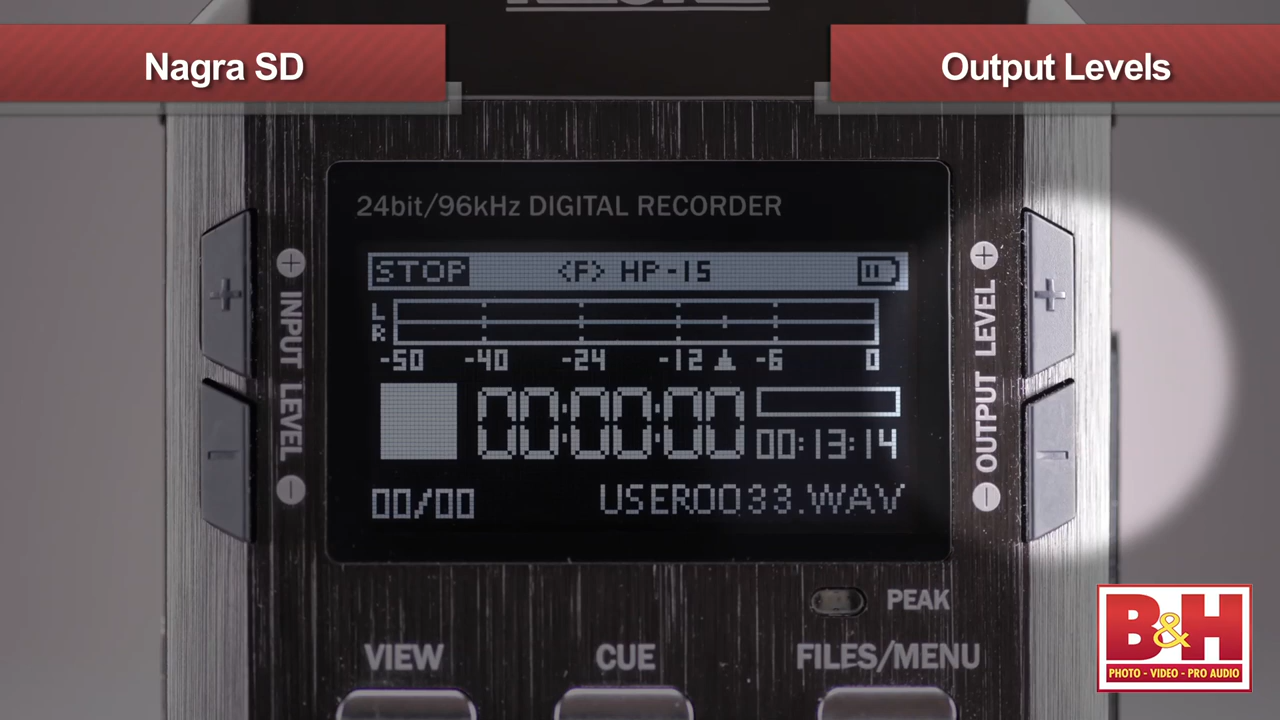 Nagra SD
Output Levels
24bit/96kHz DIGITAL RECORDER
STOP <F> HP-15
L
R
-50 -40 -24 -12 -6 0
00:00:00
00:13:14
00/00 USER0033.WAV
+ INPUT LEVEL -
+ OUTPUT LEVEL -
+
-
+
-
PEAK
VIEW CUE FILES/MENU
B&H
PHOTO - VIDEO - PRO AUDIO